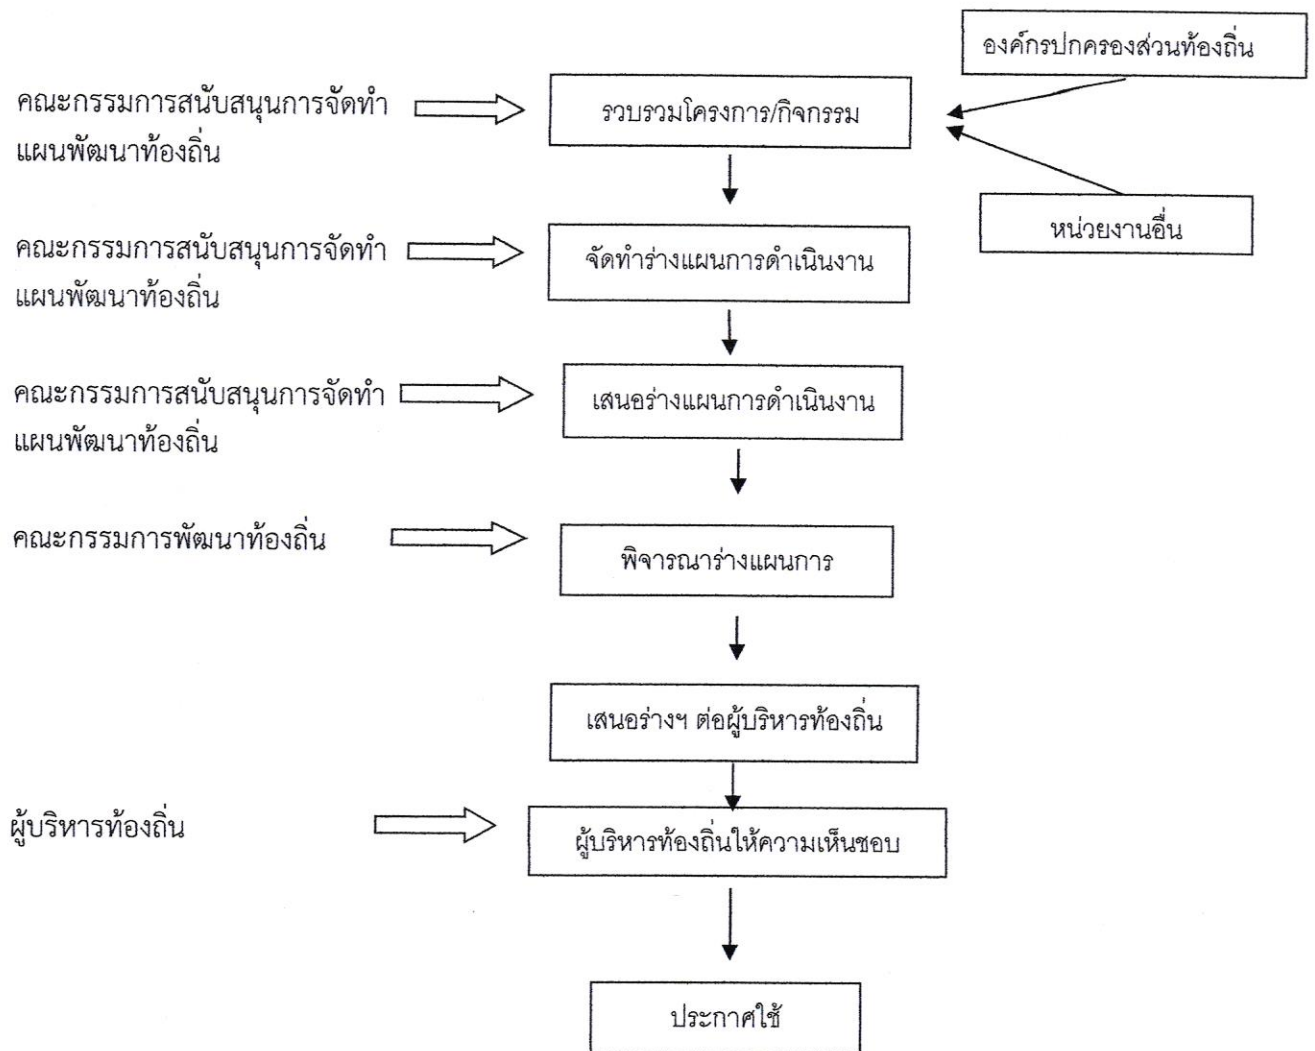 องค์กรปกครองส่วนท้องถิ่น
คณะกรรมการสนับสนุนการจัดทำ
แผนพัฒนาท้องถิ่น
รวบรวมโครงการ/กิจกรรม
หน่วยงานอื่น
คณะกรรมการสนับสนุนการจัดทำ
แผนพัฒนาท้องถิ่น
จัดทำร่างแผนการดำเนินงาน
คณะกรรมการสนับสนุนการจัดทำ
แผนพัฒนาท้องถิ่น
เสนอร่างแผนการดำเนินงาน
คณะกรรมการพัฒนาท้องถิ่น
พิจารณาร่างแผนการ
เสนอร่างฯ ต่อผู้บริหารท้องถิ่น
ผู้บริหารท้องถิ่น
ผู้บริหารท้องถิ่นให้ความเห็นชอบ
ประกาศใช้